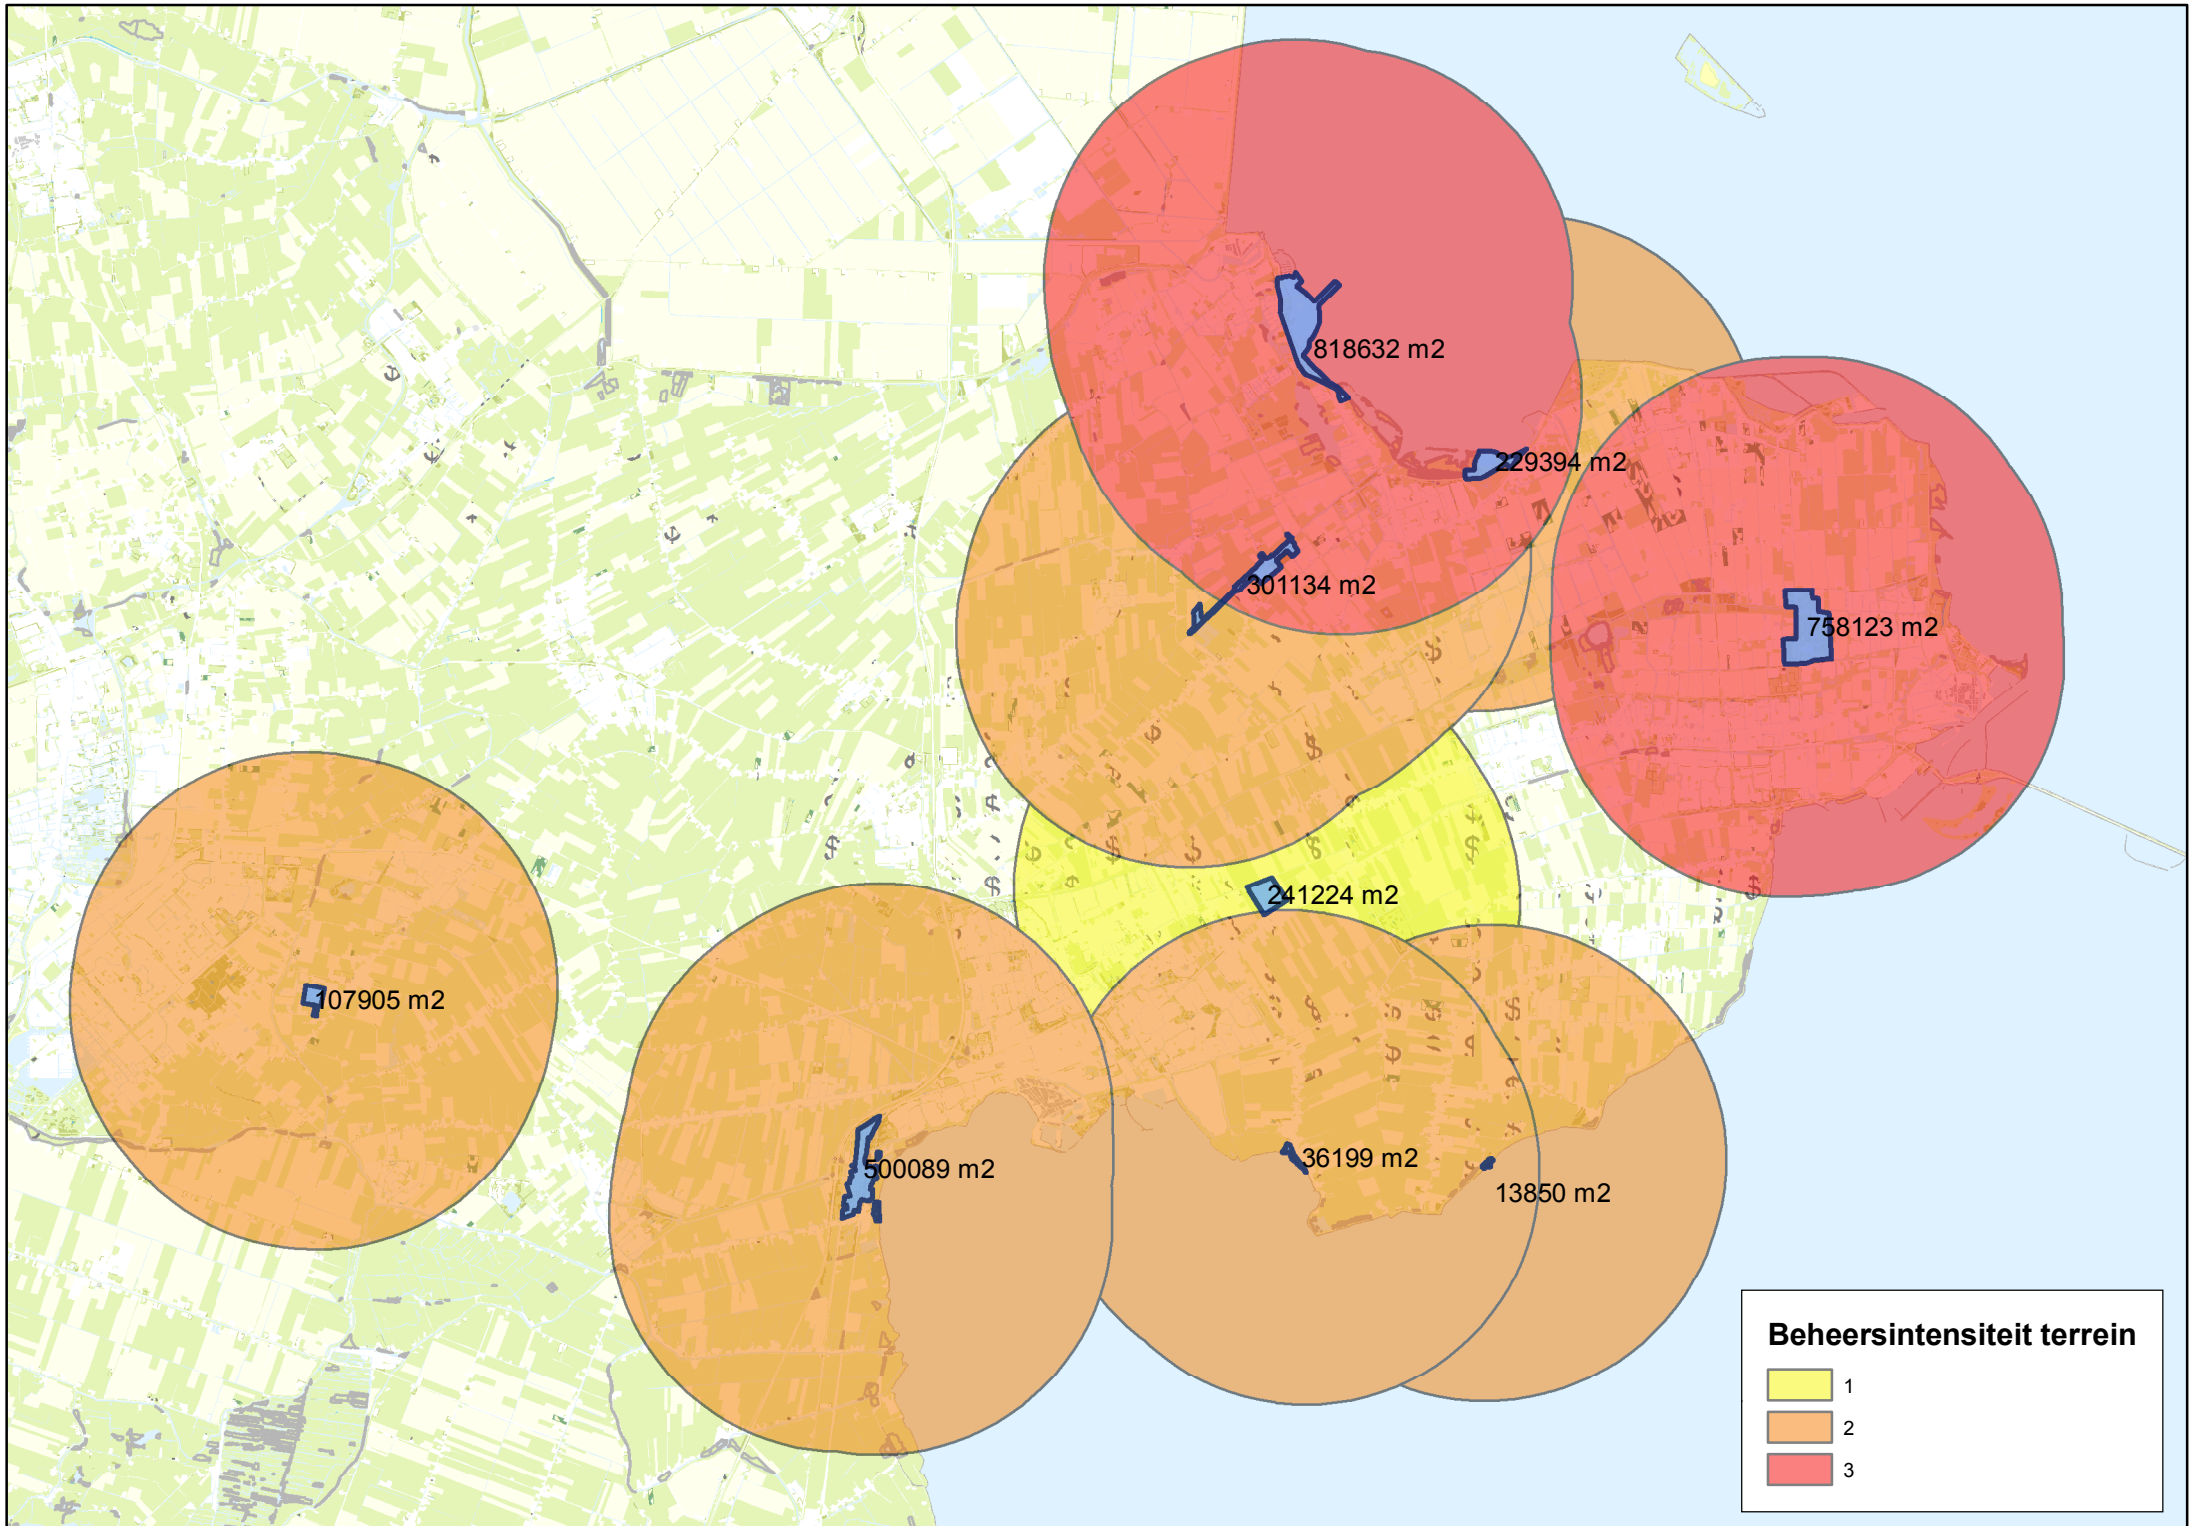 818632 m2
229394 m2
301134 m2
758123 m2
241224 m2
107905 m2
500089 m2
36199 m2
13850 m2
Beheersintensiteit terrein
1
2
3